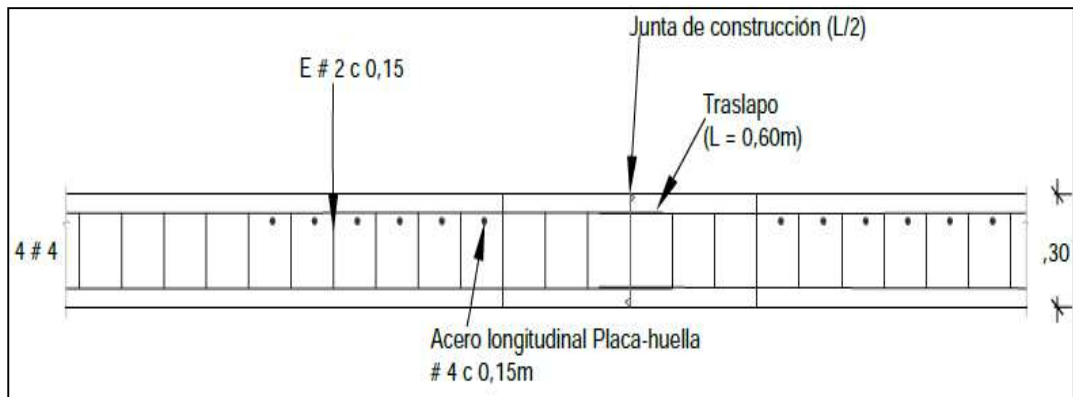 Junta de construcción (L/2)
E # 2 c 0,15
Traslapo
(L = 0,60m)
4 # 4
,30
Acero longitudinal Placa-huella
# 4 c 0,15m